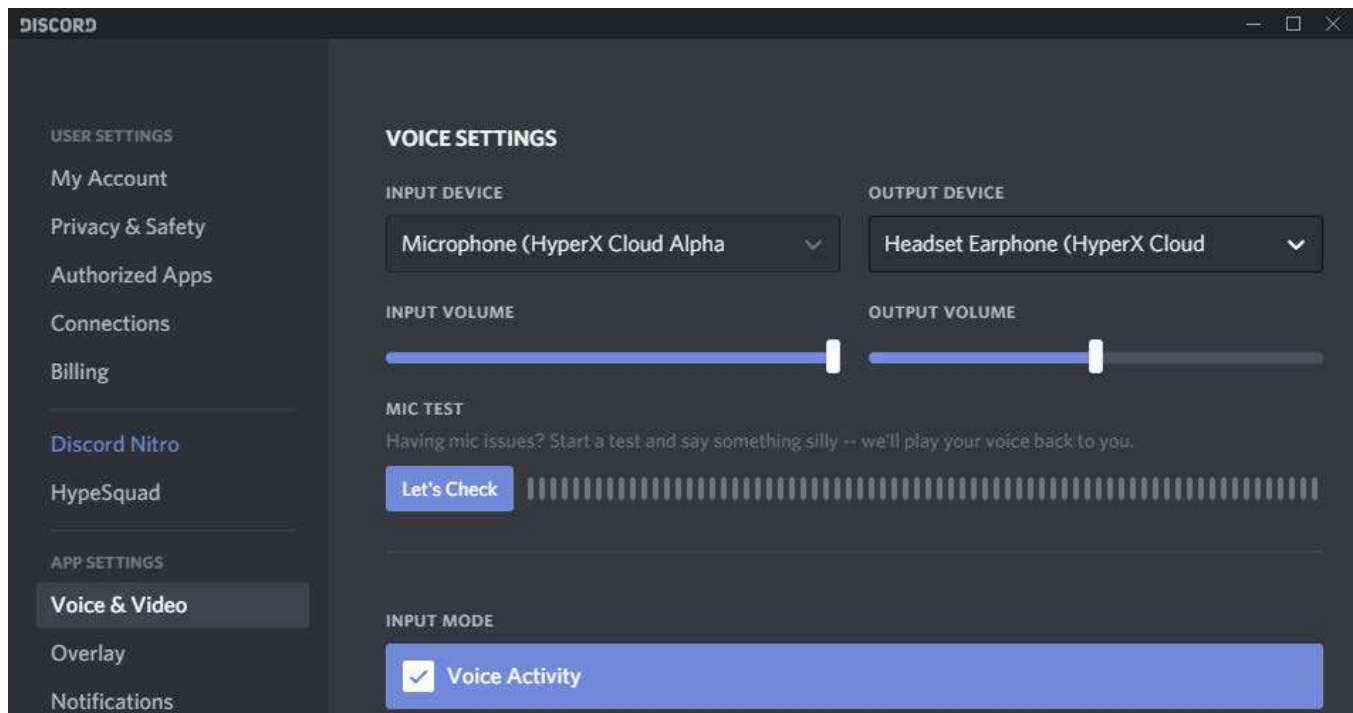 DISCORD
USER SETTINGS
My Account
Privacy & Safety
Authorized Apps
Connections
Billing
Discord Nitro
HypeSquad
APP SETTINGS
Voice & Video
Overlay
Notifications
VOICE SETTINGS
INPUT DEVICE
Microphone (HyperX Cloud Alpha
OUTPUT DEVICE
Headset Earphone (HyperX Cloud
INPUT VOLUME
OUTPUT VOLUME
MIC TEST
Having mic issues? Start a test and say something silly -- we'll play your voice back to you.
Let's Check
INPUT MODE
Voice Activity